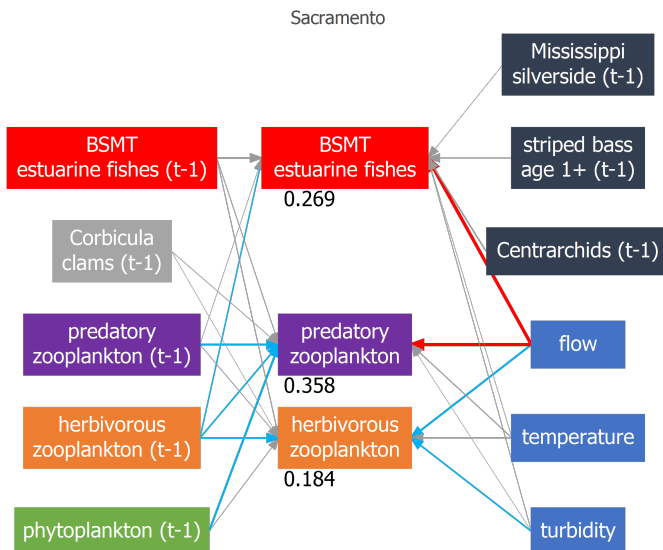 Sacramento
Mississippi
silverside (t-1)
BSMT
estuarine fishes (t-1)
BSMT
estuarine fishes
0.269
striped bass
age 1+ (t-1)
Corbicula
clams (t-1)
Centrarchids (t-1)
predatory
zooplankton (t-1)
predatory
zooplankton
0.358
flow
herbivorous
zooplankton (t-1)
herbivorous
zooplankton
0.184
temperature
phytoplankton (t-1)
turbidity